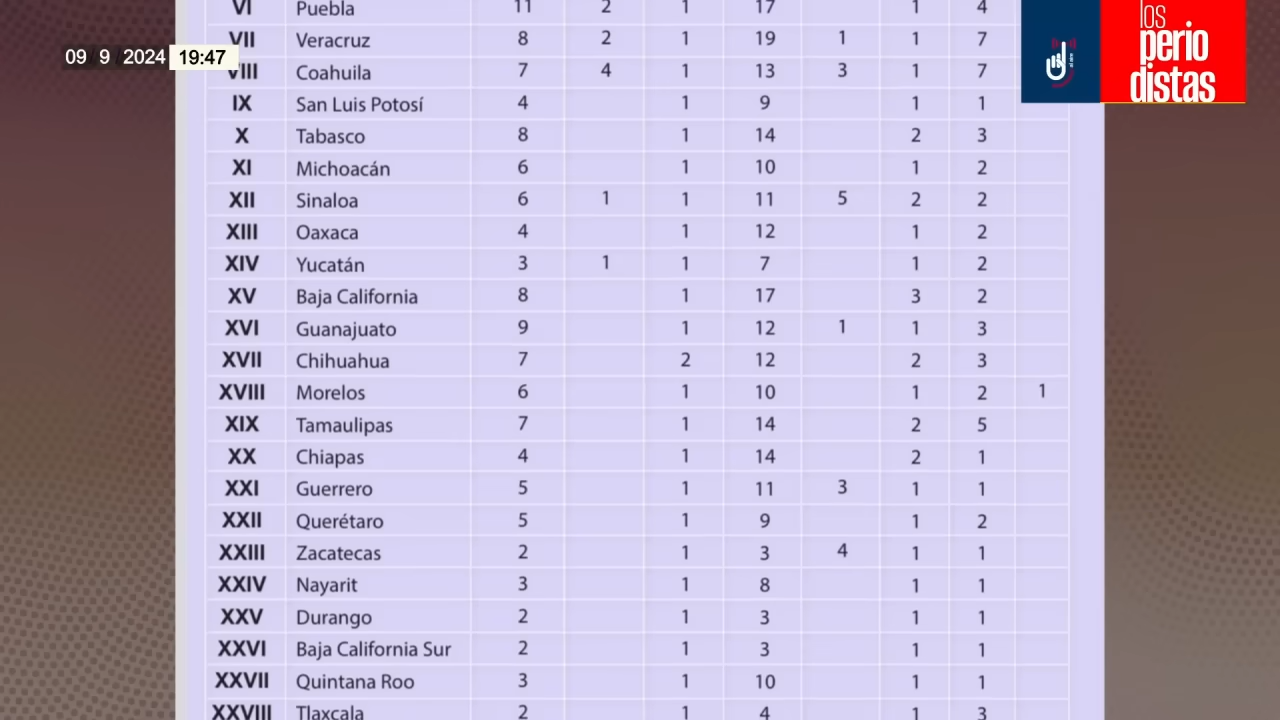 VI Puebla 11 2 1 17 1 4
VII Veracruz 8 2 1 19 1 1 7
09 9 2024 19:47
VIII Coahuila 7 4 1 13 3 1 7
los
perio
distas
IX San Luis Potosí 4 1 9 1 1
X Tabasco 8 1 14 2 3
XI Michoacán 6 1 10 1 2
XII Sinaloa 6 1 1 11 5 2 2
XIII Oaxaca 4 1 12 1 2
XIV Yucatán 3 1 1 7 1 2
XV Baja California 8 1 17 3 2
XVI Guanajuato 9 1 12 1 1 3
XVII Chihuahua 7 2 12 2 3
XVIII Morelos 6 1 10 1 2 1
XIX Tamaulipas 7 1 14 2 5
XX Chiapas 4 1 14 2 1
XXI Guerrero 5 1 11 3 1 1
XXII Querétaro 5 1 9 1 2
XXIII Zacatecas 2 1 3 4 1 1
XXIV Nayarit 3 1 8 1 1
XXV Durango 2 1 3 1 1
XXVI Baja California Sur 2 1 3 1 1
XXVII Quintana Roo 3 1 10 1 1
XXVIII Tlaxcala 2 1 4 1 3